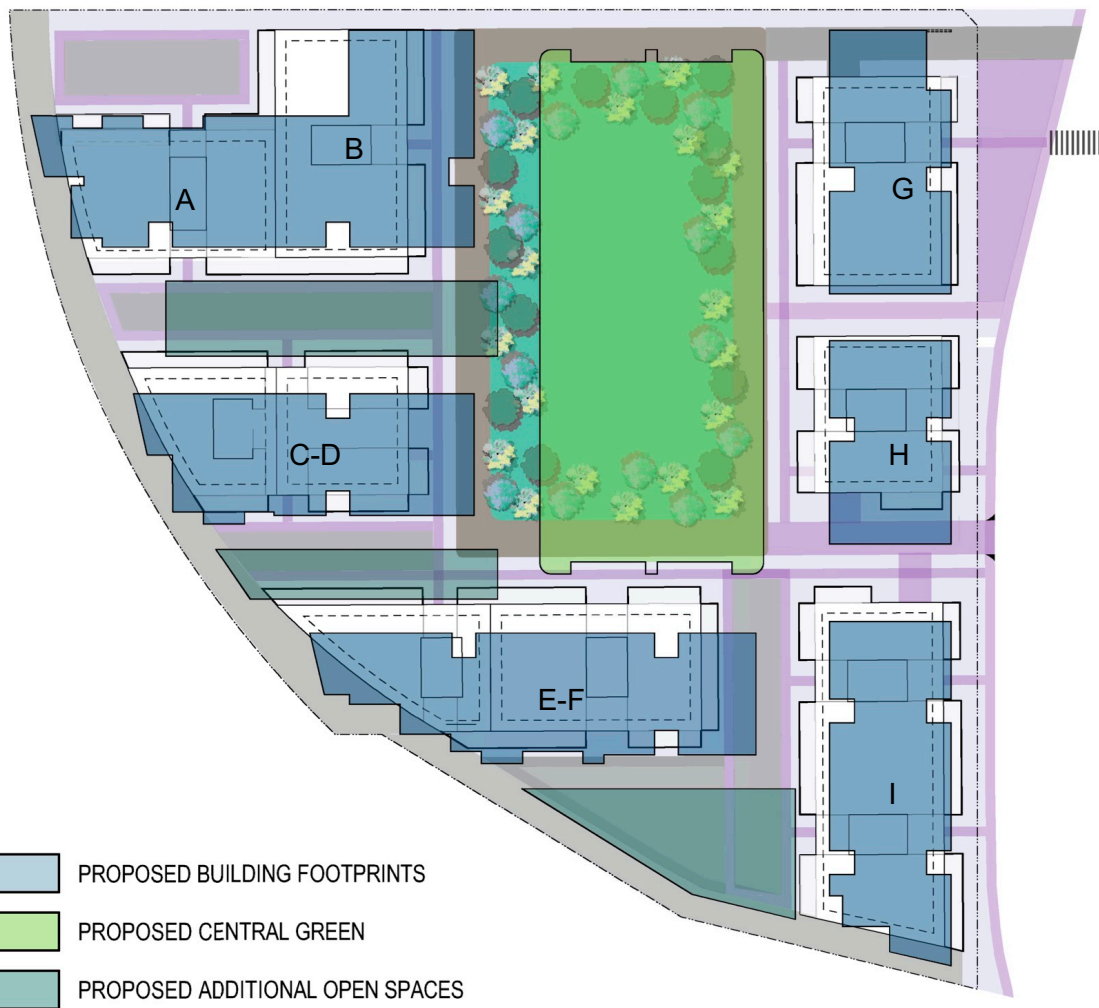 B
A
G
C-D
H
E-F
I
PROPOSED BUILDING FOOTPRINTS
PROPOSED CENTRAL GREEN
PROPOSED ADDITIONAL OPEN SPACES